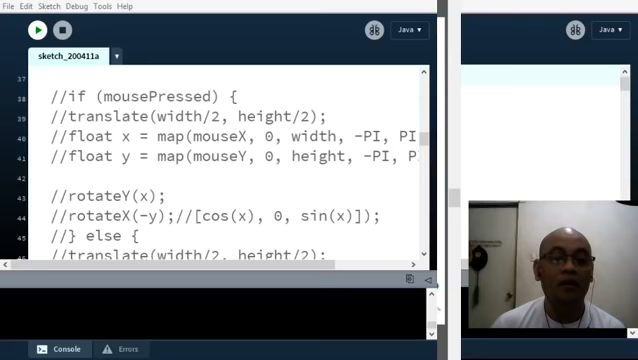 File Edit Sketch Debug Tools Help
Java
Java
sketch_200411a
37
38 //if (mousePressed) {
39 //translate(width/2, height/2);
40 //float x = map(mouseX, 0, width, -PI, PI
41 //float y = map(mouseY, 0, height, -PI, P
42
43 //rotateY(x);
44 //rotateX(-y);//[cos(x), 0, sin(x)]);
45 //} else {
//translate(width/2, height/2);
Console Errors